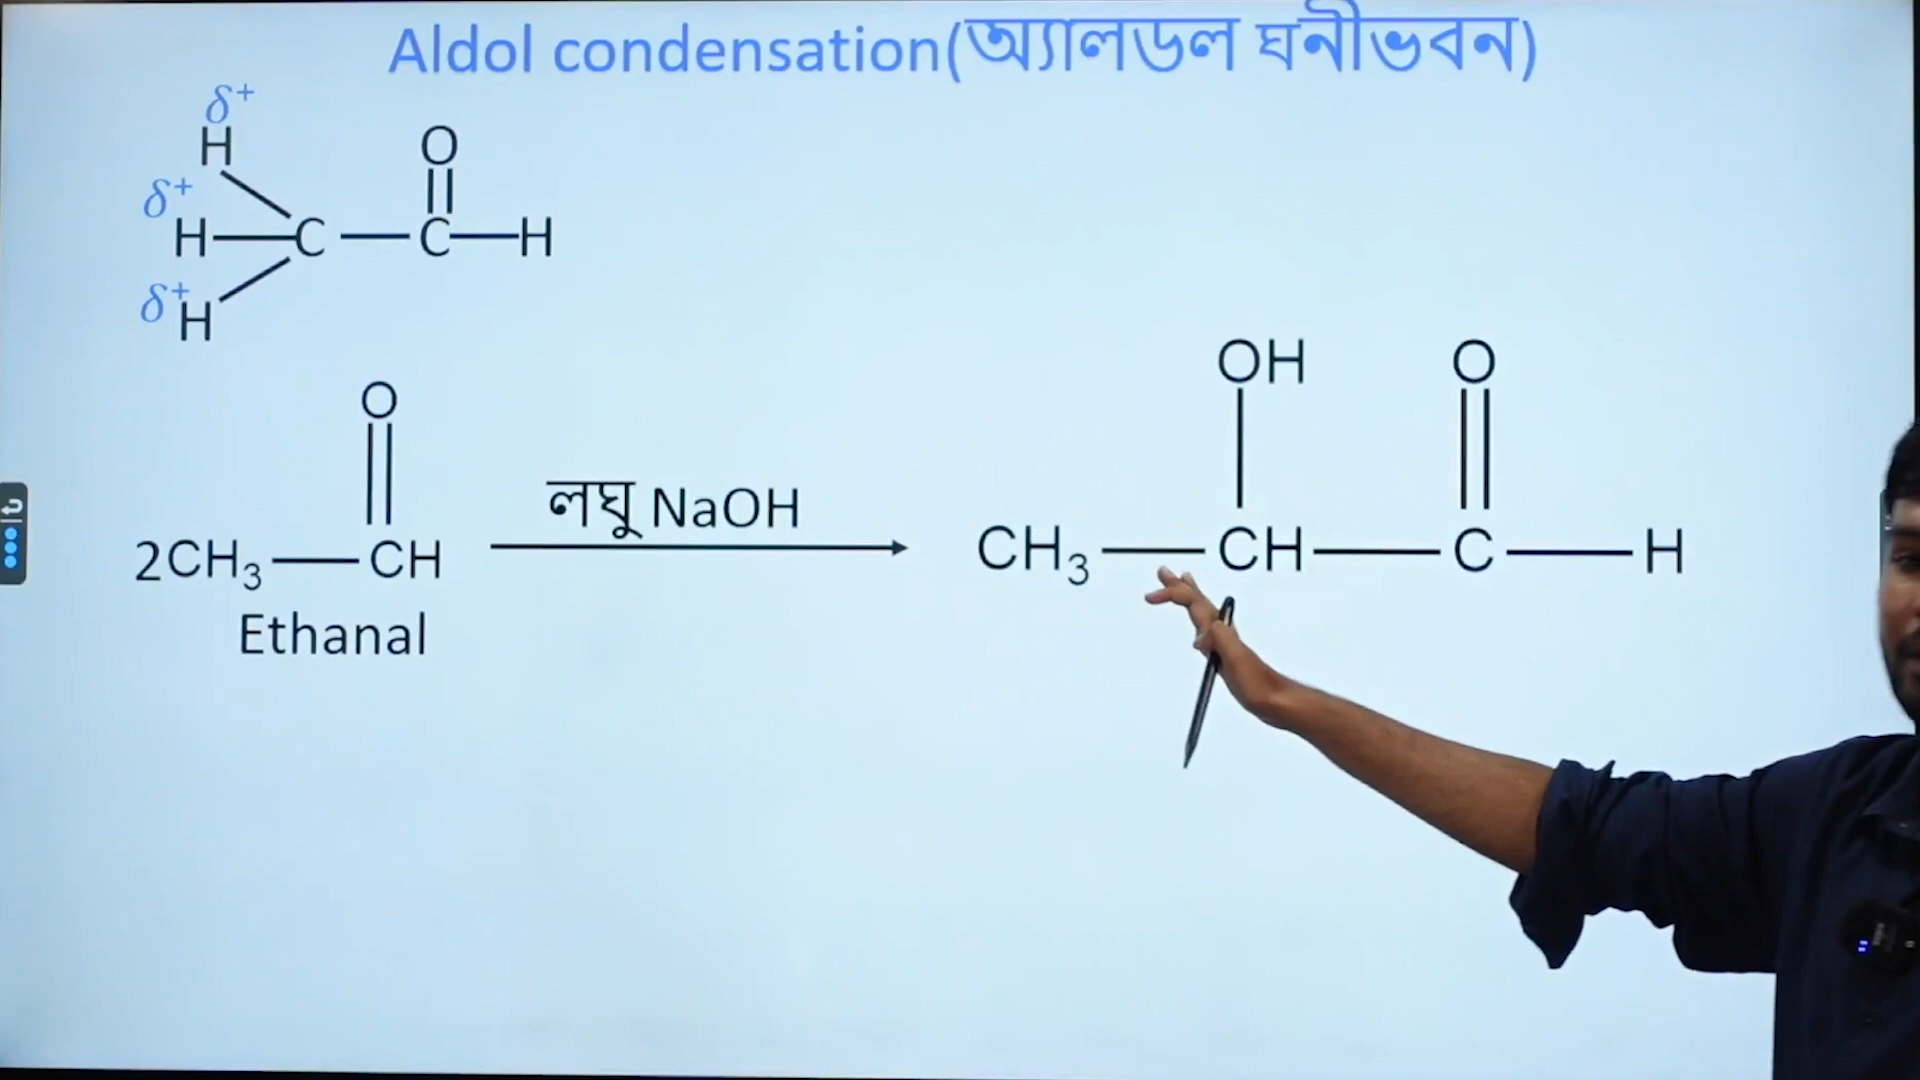 Aldol condensation(অ্যালডল ঘনীভবন)
δ⁺
H
O
δ⁺
H—C—C—H
δ⁺
H
O
OH O
লঘু NaOH
2CH₃—CH
CH₃—CH—C—H
Ethanal